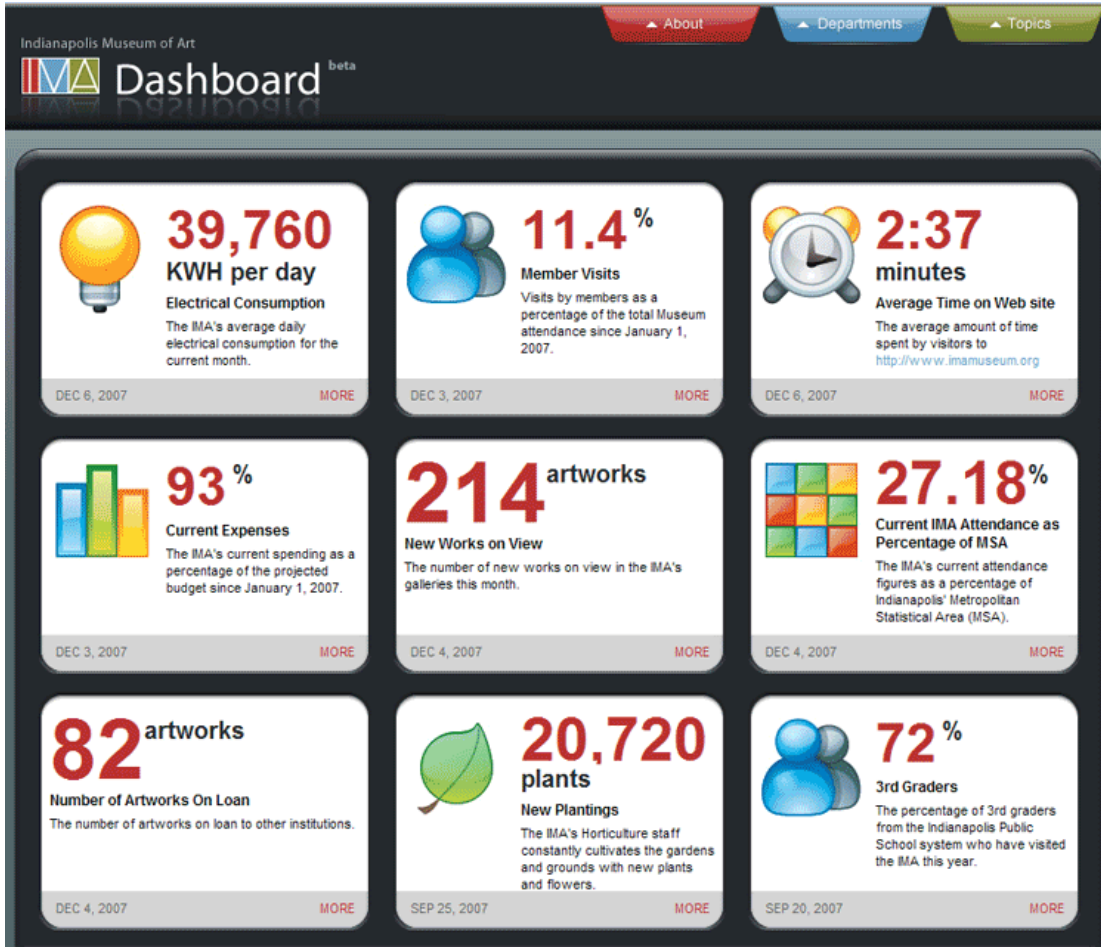 About
Departments
Topics
Indianapolis Museum of Art
IMA Dashboard beta
39,760
KWH per day
Electrical Consumption
The IMA's average daily
electrical consumption for the
current month.
DEC 6, 2007 MORE
11.4 %
Member Visits
Visits by members as a
percentage of the total Museum
attendance since January 1,
2007.
DEC 3, 2007 MORE
2:37
minutes
Average Time on Web site
The average amount of time
spent by visitors to
http://www.imamuseum.org
DEC 6, 2007 MORE
93 %
Current Expenses
The IMA's current spending as a
percentage of the projected
budget since January 1, 2007.
DEC 3, 2007 MORE
214 artworks
New Works on View
The number of new works on view in the IMA's
galleries this month.
DEC 4, 2007 MORE
27.18%
Current IMA Attendance as
Percentage of MSA
The IMA's current attendance
figures as a percentage of
Indianapolis' Metropolitan
Statistical Area (MSA).
DEC 4, 2007 MORE
82 artworks
Number of Artworks On Loan
The number of artworks on loan to other institutions.
DEC 4, 2007 MORE
20,720
plants
New Plantings
The IMA's Horticulture staff
constantly cultivates the gardens
and grounds with new plants
and flowers.
SEP 25, 2007 MORE
72 %
3rd Graders
The percentage of 3rd graders
from the Indianapolis Public
School system who have visited
the IMA this year.
SEP 20, 2007 MORE